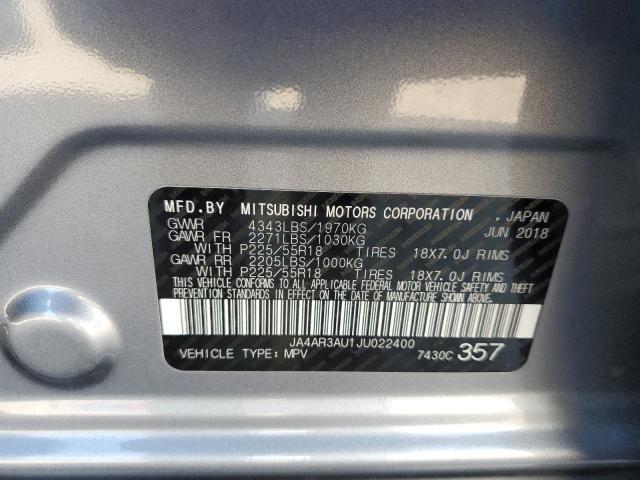 MFD.BY MITSUBISHI MOTORS CORPORATION . JAPAN
GVWR 4343LBS/1970KG JUN 2018
GAWR FR 2271LBS/1030KG
WITH P225/55R18 TIRES 18X7.0J RIMS
GAWR RR 2205LBS/1000KG
WITH P225/55R18 TIRES 18X7.0J RIMS
THIS VEHICLE CONFORMS TO ALL APPLICABLE FEDERAL MOTOR VEHICLE SAFETY AND THEFT
PREVENTION STANDARDS IN EFFECT ON THE DATE OF MANUFACTURE SHOWN ABOVE.
JA4AR3AU1JU022400
VEHICLE TYPE: MPV 7430C 357